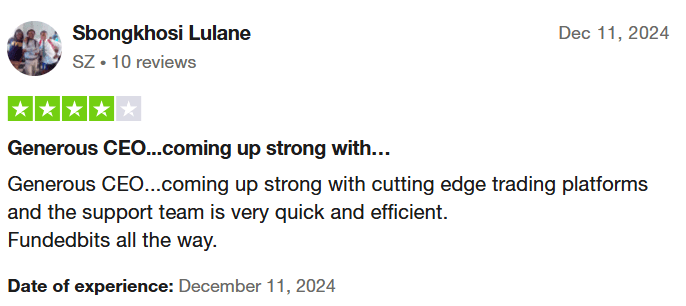 Sbongkhosi Lulane
Dec 11, 2024
SZ • 10 reviews
Generous CEO...coming up strong with…
Generous CEO...coming up strong with cutting edge trading platforms
and the support team is very quick and efficient.
Fundedbits all the way.
Date of experience: December 11, 2024